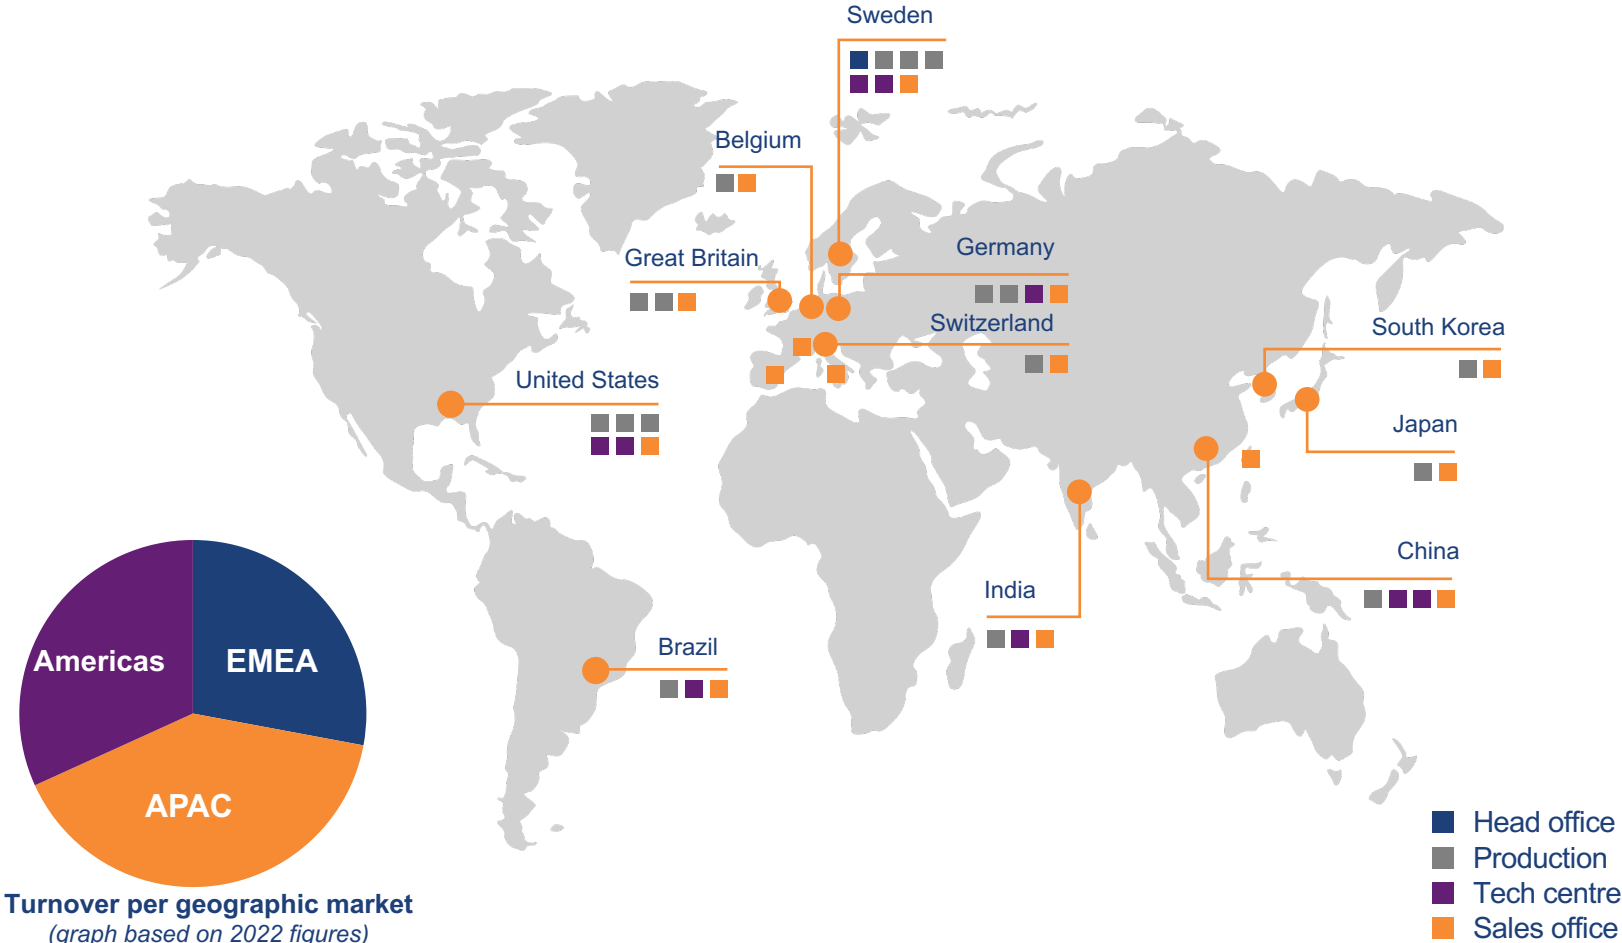 Sweden
Belgium
Great Britain
Germany
Switzerland
South Korea
United States
Japan
China
India
Brazil
Americas
EMEA
APAC
Turnover per geographic market
(graph based on 2022 figures)
Head office
Production
Tech centre
Sales office